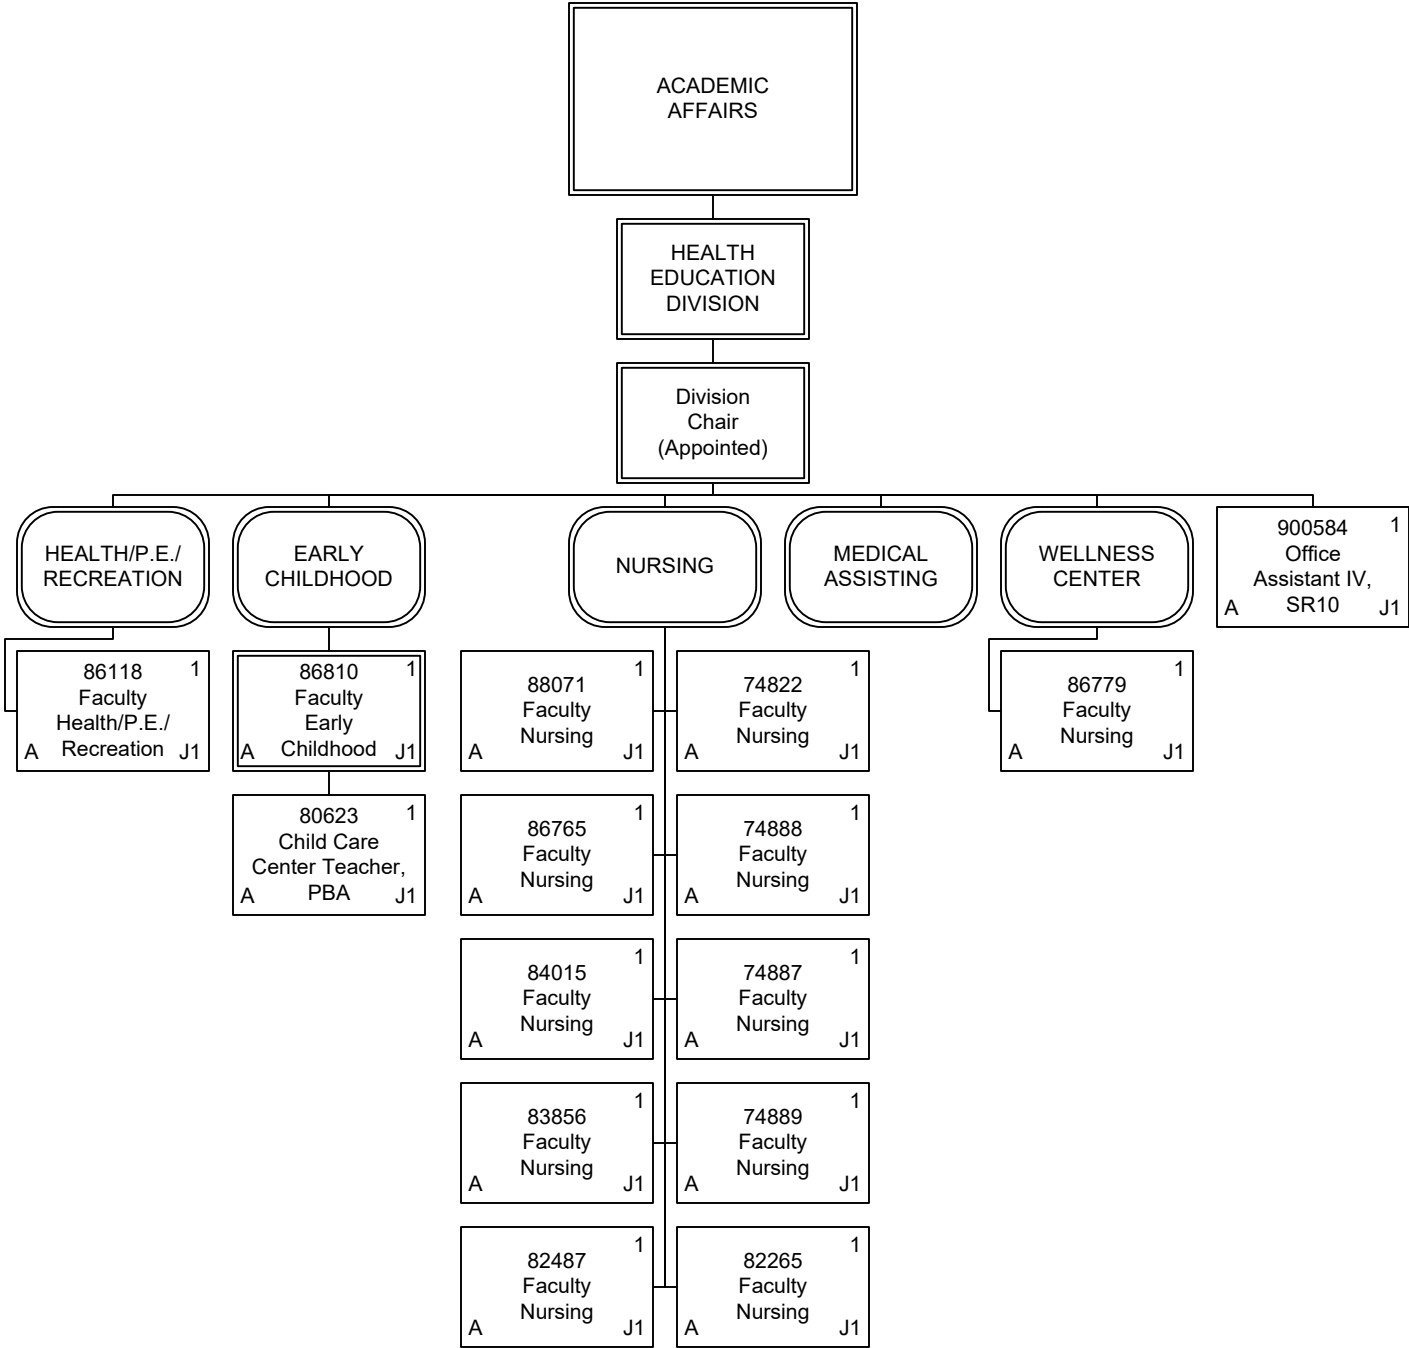 ACADEMIC
AFFAIRS
HEALTH
EDUCATION
DIVISION
Division
Chair
(Appointed)
HEALTH/P.E./
RECREATION
EARLY
CHILDHOOD
NURSING
MEDICAL
ASSISTING
WELLNESS
CENTER
900584 1
Office
Assistant IV,
A SR10 J1
86118 1
Faculty
Health/P.E./
A Recreation J1
86810 1
Faculty
Early
A Childhood J1
80623 1
Child Care
Center Teacher,
A PBA J1
1
88071
Faculty
Nursing
A J1
1
74822
Faculty
Nursing
A J1
1
86765
Faculty
Nursing
A J1
1
74888
Faculty
Nursing
A J1
1
84015
Faculty
Nursing
A J1
1
74887
Faculty
Nursing
A J1
1
83856
Faculty
Nursing
A J1
1
74889
Faculty
Nursing
A J1
1
82487
Faculty
Nursing
A J1
1
82265
Faculty
Nursing
A J1
1
86779
Faculty
Nursing
A J1